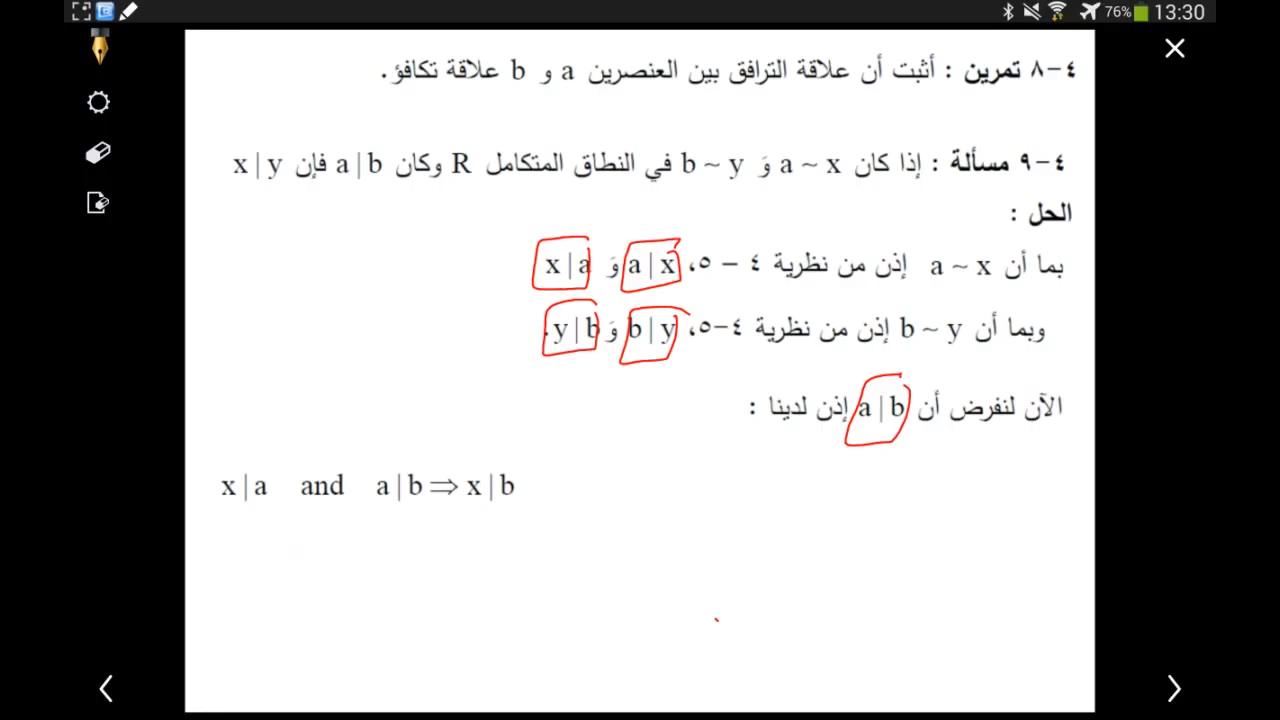 76% 13:30
٤-٨ تمرين : أثبت أن علاقة الترافق بين العنصرين a و b علاقة تكافؤ.
٤-٩ مسألة : إذا كان a ~ x وَ b ~ y في النطاق المتكامل R وكان a | b فإن x | y
الحل :
بما أن a ~ x إذن من نظرية ٤ – ٥، a | x وَ x | a
وبما أن b ~ y إذن من نظرية ٤-٥، b | y وَ y | b.
الآن لنفرض أن a | b إذن لدينا :
x | a and a | b ⇒ x | b